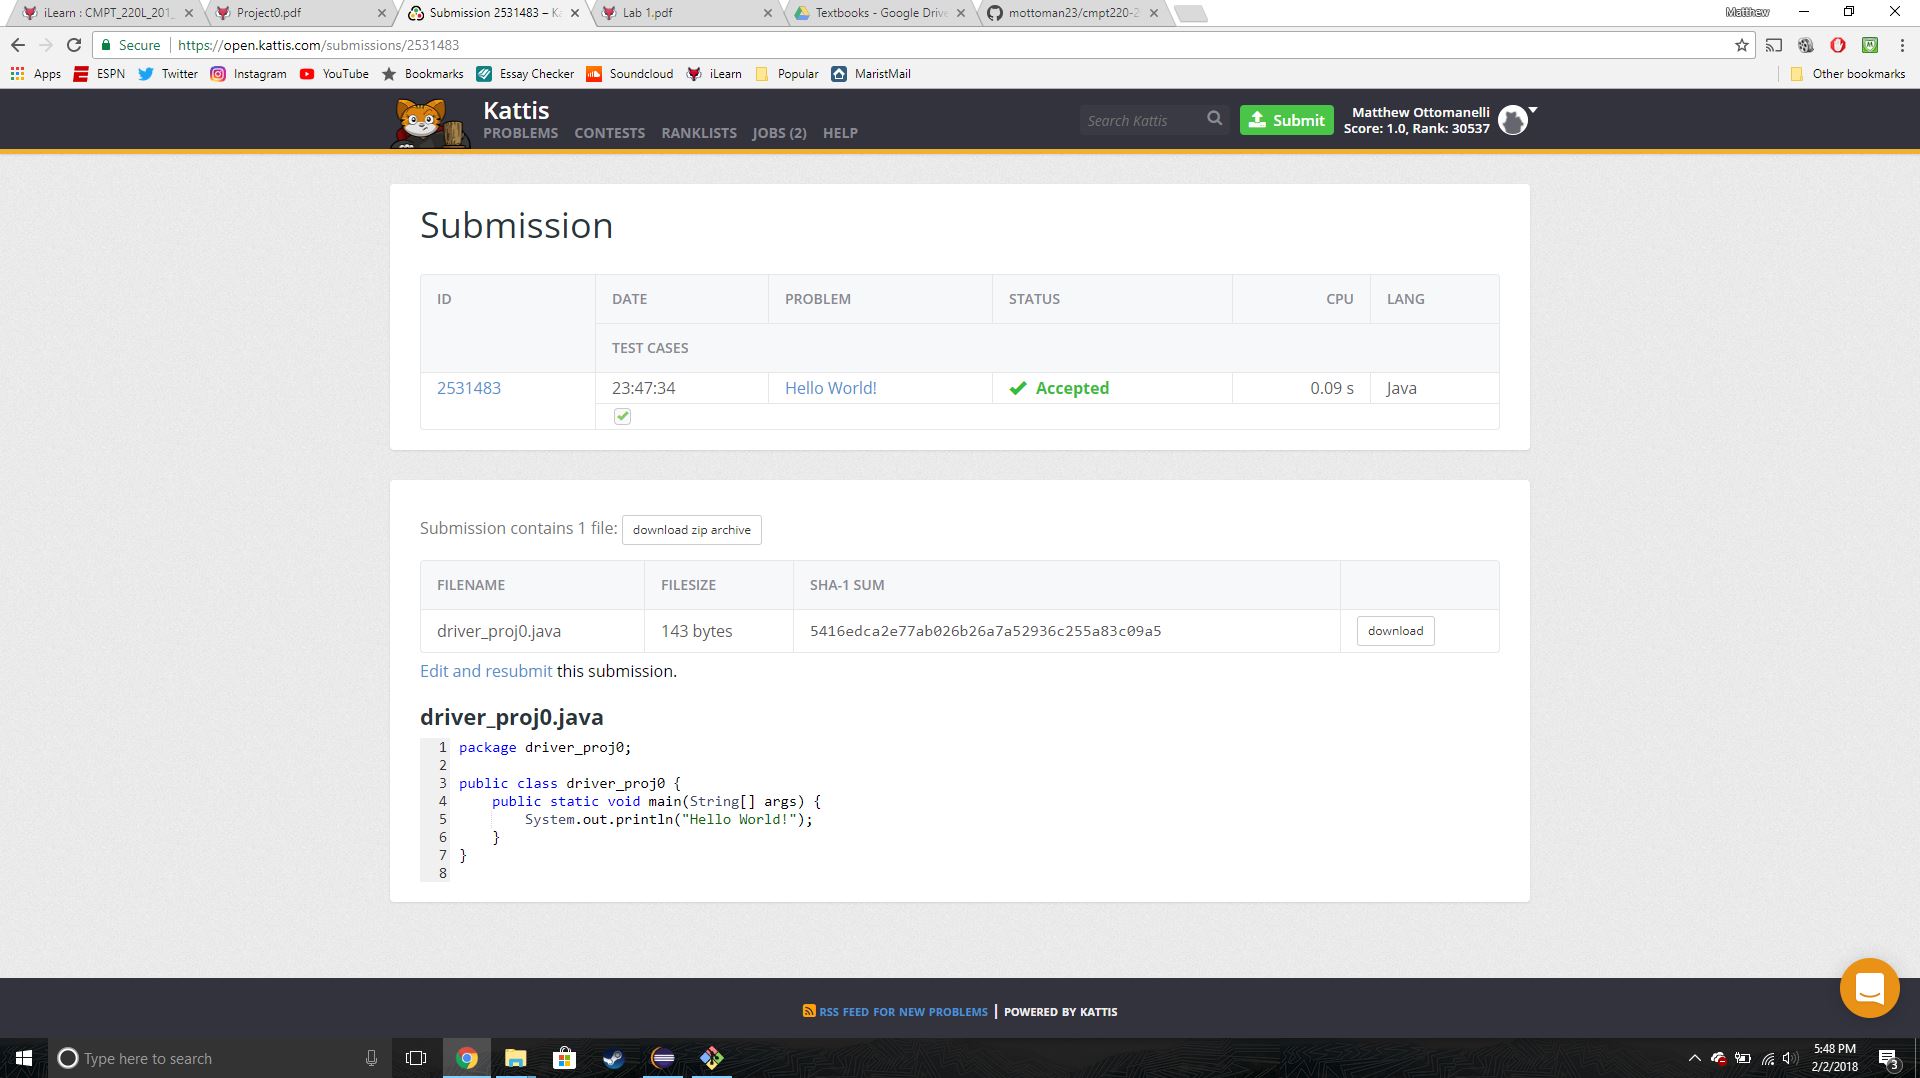 iLearn : CMPT_220L_201_
Project0.pdf
Submission 2531483 – Ka
Lab 1.pdf
Textbooks - Google Drive
mottoman23/cmpt220-2
Matthew
Secure
https://open.kattis.com/submissions/2531483
Apps
ESPN
Twitter
Instagram
YouTube
Bookmarks
Essay Checker
Soundcloud
iLearn
Popular
MaristMail
Other bookmarks
Kattis
PROBLEMS CONTESTS RANKLISTS JOBS (2) HELP
Search Kattis
Submit
Matthew Ottomanelli
Score: 1.0, Rank: 30537
Submission
ID DATE PROBLEM STATUS CPU LANG
TEST CASES
2531483 23:47:34 Hello World! Accepted 0.09 s Java
Submission contains 1 file: download zip archive
FILENAME FILESIZE SHA-1 SUM
driver_proj0.java 143 bytes 5416edca2e77ab026b26a7a52936c255a83c09a5 download
Edit and resubmit this submission.
driver_proj0.java
1 package driver_proj0;
2
3 public class driver_proj0 {
4 public static void main(String[] args) {
5 System.out.println("Hello World!");
6 }
7 }
8
RSS FEED FOR NEW PROBLEMS | POWERED BY KATTIS
Type here to search
5:48 PM
2/2/2018
3